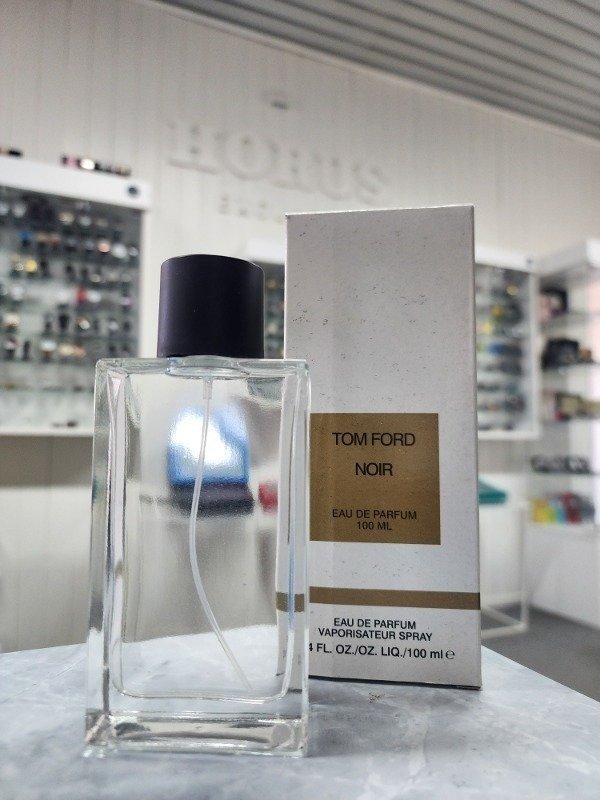 HORUS
TOM FORD
NOIR
EAU DE PARFUM
100 ML
EAU DE PARFUM
VAPORISATEUR SPRAY
4 FL. OZ./OZ. LIQ./100 ml e